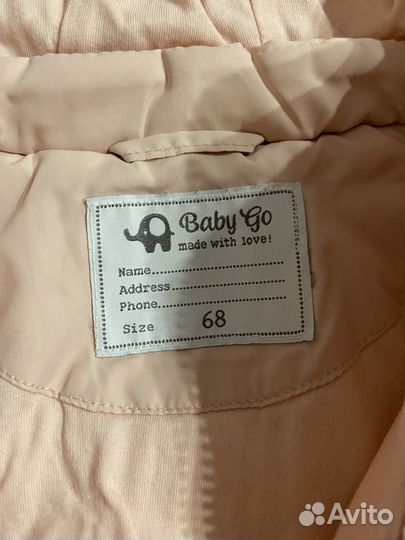 Baby Go
made with love!
Name..................
Address...............
Phone.................
Size 68
Avito